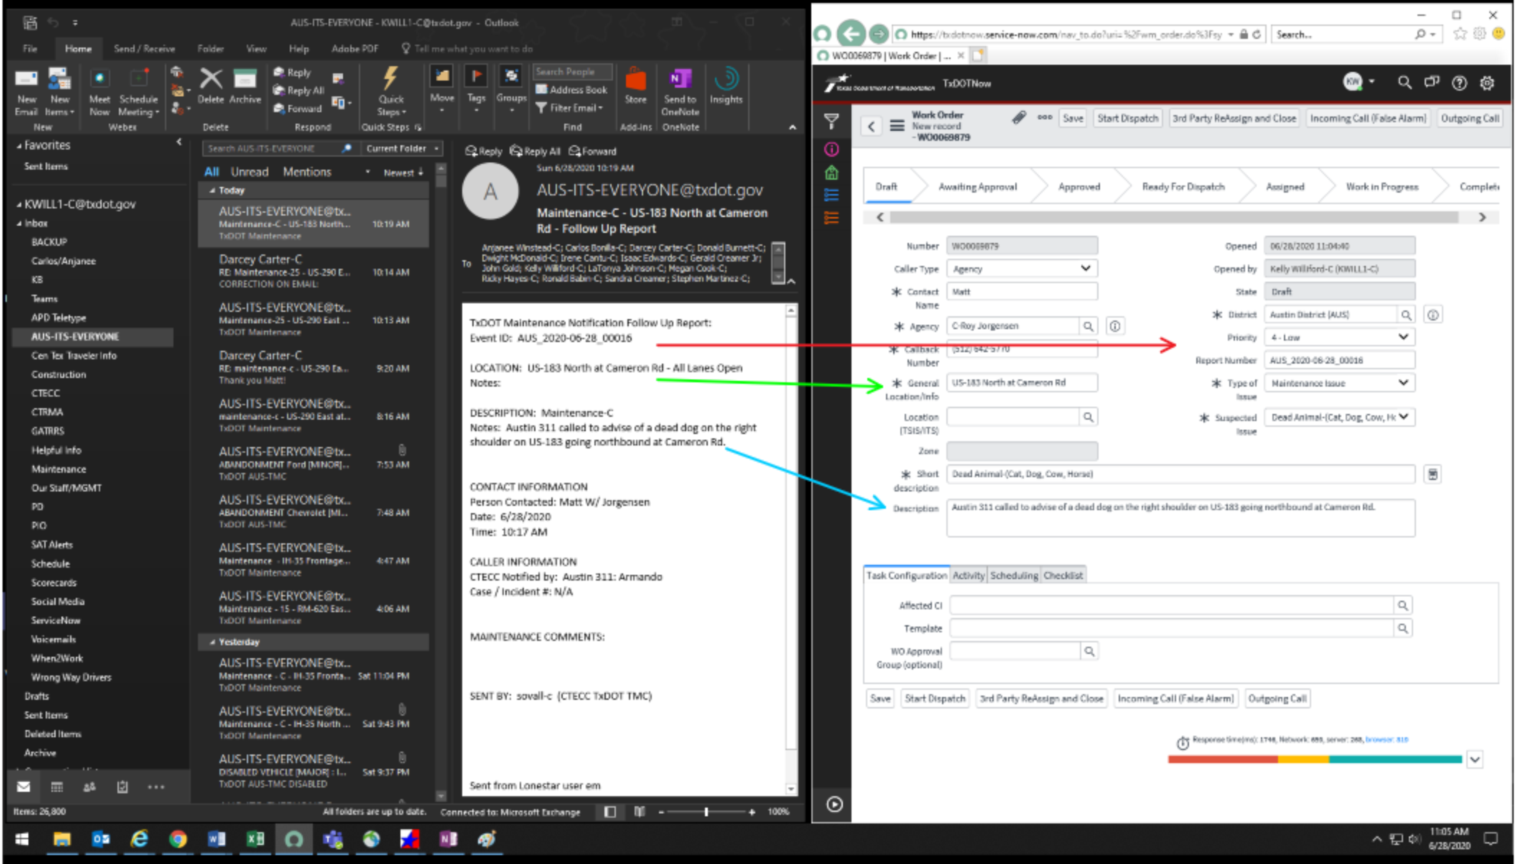 AUS-ITS-EVERYONE - KWILL1-C@txdot.gov - Outlook
File Home Send / Receive Folder View Help Adobe PDF Tell me what you want to do
New Email
New Items
Meet Now
Schedule Meeting
Delete
Archive
Reply
Reply All
Forward
Quick Steps
Move
Tags
Groups
Search People
Address Book
Filter Email
Store
Send to OneNote
Insights
New Webex Delete Respond Quick Steps Find Add-ins OneNote
Favorites
Sent Items
KWILL1-C@txdot.gov
Inbox
BACKUP
Carlos/Anjanee
KB
Teams
APD Teletype
AUS-ITS-EVERYONE
Cen Tex Traveler Info
Construction
CTECC
CTRMA
GATRRS
Helpful Info
Maintenance
Our Staff/MGMT
PD
PIO
SAT Alerts
Schedule
Scorecards
Social Media
ServiceNow
Voicemails
When2Work
Wrong Way Drivers
Drafts
Sent Items
Deleted Items
Archive
Search AUS-ITS-EVERYONE Current Folder
All Unread Mentions Newest ↓
Today
AUS-ITS-EVERYONE@tx...
Maintenance-C - US-183 North... 10:19 AM
TxDOT Maintenance
Darcey Carter-C
RE: Maintenance-25 - US-290 E... 10:14 AM
CORRECTION ON EMAIL:
AUS-ITS-EVERYONE@tx...
Maintenance-25 - US-290 East ... 10:13 AM
TxDOT Maintenance
Darcey Carter-C
RE: maintenance-c - US-290 Ea... 9:20 AM
Thank you Matt!
AUS-ITS-EVERYONE@tx...
maintenance-c - US-290 East at... 8:16 AM
TxDOT Maintenance
AUS-ITS-EVERYONE@tx...
ABANDONMENT Ford [MINOR]... 7:53 AM
TxDOT AUS-TMC
AUS-ITS-EVERYONE@tx...
ABANDONMENT Chevrolet [MI... 7:48 AM
TxDOT AUS-TMC
AUS-ITS-EVERYONE@tx...
Maintenance - IH-35 Frontage... 4:47 AM
TxDOT Maintenance
AUS-ITS-EVERYONE@tx...
Maintenance - 15 - RM-620 Eas... 4:06 AM
TxDOT Maintenance
Yesterday
AUS-ITS-EVERYONE@tx...
Maintenance - C - IH-35 Fronta... Sat 11:04 PM
TxDOT Maintenance
AUS-ITS-EVERYONE@tx...
Maintenance - C - IH-35 North ... Sat 9:43 PM
TxDOT Maintenance
AUS-ITS-EVERYONE@tx...
DISABLED VEHICLE [MAJOR] : I... Sat 9:37 PM
TxDOT AUS-TMC DISABLED
Reply Reply All Forward
Sun 6/28/2020 10:19 AM
A
AUS-ITS-EVERYONE@txdot.gov
Maintenance-C - US-183 North at Cameron
Rd - Follow Up Report
To
Anjanee Winstead-C; Carlos Bonilla-C; Darcey Carter-C; Donald Burnett-C;
Dwight McDonald-C; Irene Cantu-C; Isaac Edwards-C; Gerald Creamer Jr;
John Gold; Kelly Williford-C; LaTonya Johnson-C; Megan Cook-C;
Ricky Hayes-C; Ronald Babin-C; Sandra Creamer; Stephen Martinez-C;
TxDOT Maintenance Notification Follow Up Report:
Event ID: AUS_2020-06-28_00016
LOCATION: US-183 North at Cameron Rd - All Lanes Open
Notes:
DESCRIPTION: Maintenance-C
Notes: Austin 311 called to advise of a dead dog on the right
shoulder on US-183 going northbound at Cameron Rd.
CONTACT INFORMATION
Person Contacted: Matt W/ Jorgensen
Date: 6/28/2020
Time: 10:17 AM
CALLER INFORMATION
CTECC Notified by: Austin 311: Armando
Case / Incident #: N/A
MAINTENANCE COMMENTS:
SENT BY: sovall-c (CTECC TxDOT TMC)
Sent from Lonestar user em
Items: 26,800 All folders are up to date. Connected to: Microsoft Exchange 100%
https://txdotnow.service-now.com/nav_to.do?uri=%2Fwm_order.do%3Fsy Search...
WO0069879 | Work Order | ...
Texas Department of Transportation TxDOTNow KW
Work Order
New record
- WO0069879
Save Start Dispatch 3rd Party ReAssign and Close Incoming Call (False Alarm) Outgoing Call
Draft Awaiting Approval Approved Ready For Dispatch Assigned Work in Progress Complete
Number WO0069879
Caller Type Agency
Contact Name Matt
Agency C-Roy Jorgensen
Callback Number (512) 642-5770
General Location/Info US-183 North at Cameron Rd
Location (TSIS/ITS)
Zone
Opened 06/28/2020 11:04:40
Opened by Kelly Williford-C (KWILL1-C)
State Draft
District Austin District (AUS)
Priority 4 - Low
Report Number AUS_2020-06-28_00016
Type of Issue Maintenance Issue
Suspected Issue Dead Animal-(Cat, Dog, Cow, Hc
Short description Dead Animal-(Cat, Dog, Cow, Horse)
Description Austin 311 called to advise of a dead dog on the right shoulder on US-183 going northbound at Cameron Rd.
Task Configuration Activity Scheduling Checklist
Affected CI
Template
WO Approval Group (optional)
Save Start Dispatch 3rd Party ReAssign and Close Incoming Call (False Alarm) Outgoing Call
Response time(ms): 1746, Network:
11:05 AM
6/28/2020